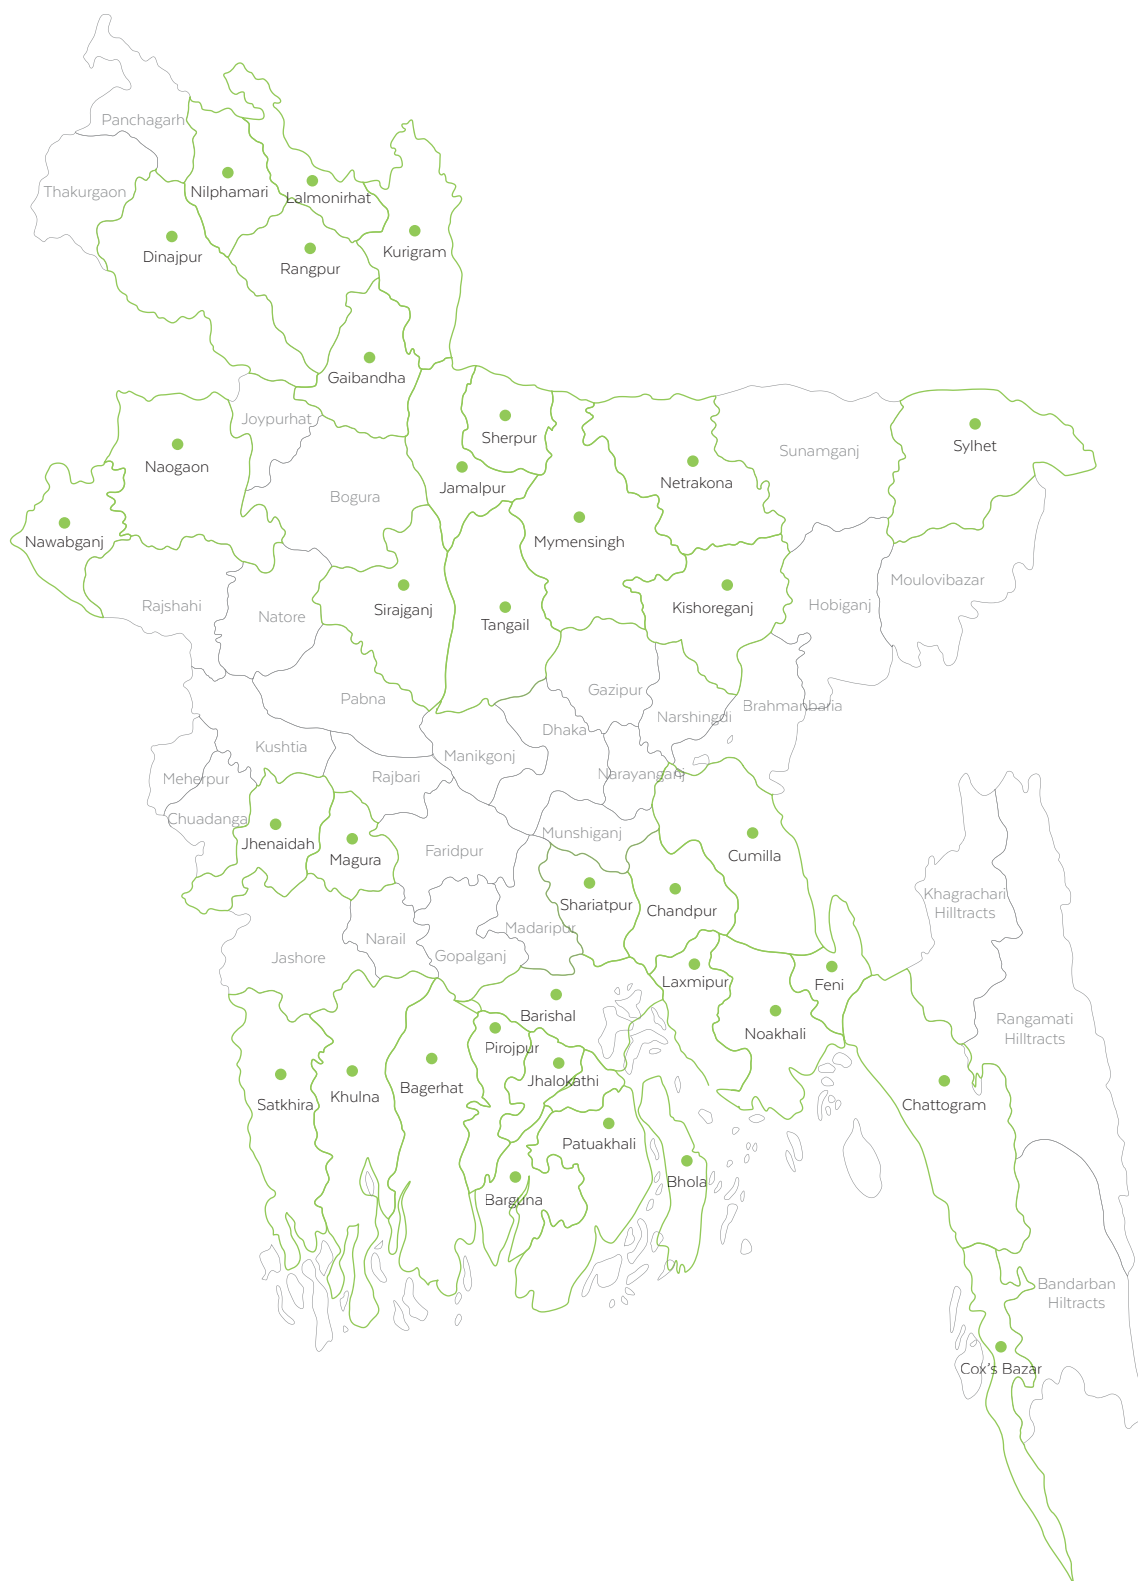 Panchagarh
Thakurgaon
Nilphamari
Lalmonirhat
Dinajpur
Rangpur
Kurigram
Gaibandha
Joypurhat
Sherpur
Sunamganj
Sylhet
Naogaon
Bogura
Jamalpur
Netrakona
Nawabganj
Mymensingh
Moulovibazar
Rajshahi
Natore
Sirajganj
Tangail
Kishoreganj
Hobiganj
Pabna
Gazipur
Narshingdi
Brahmanbaria
Kushtia
Dhaka
Manikgonj
Meherpur
Rajbari
Narayanganj
Chuadanga
Jhenaidah
Magura
Faridpur
Munshiganj
Cumilla
Shariatpur
Chandpur
Khagrachari
Hilltracts
Madaripur
Narail
Gopalganj
Jashore
Laxmipur
Feni
Barishal
Noakhali
Rangamati
Hilltracts
Pirojpur
Jhalokathi
Bagerhat
Khulna
Satkhira
Chattogram
Patuakhali
Bhola
Barguna
Bandarban
Hiltracts
Cox's Bazar